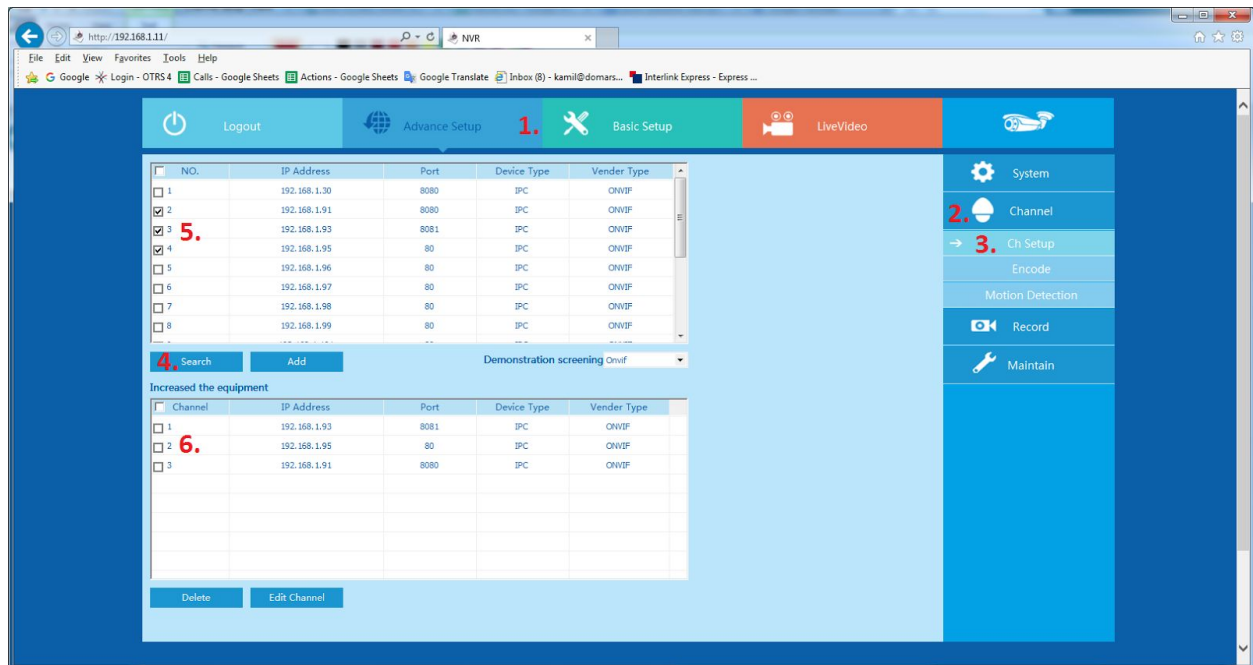 http://192.168.1.11/
NVR
File Edit View Favorites Tools Help
Google Login - OTRS 4 Calls - Google Sheets Actions - Google Sheets Google Translate Inbox (8) - kamil@domars... Interlink Express - Express ...
Logout Advance Setup 1. Basic Setup LiveVideo
NO. IP Address Port Device Type Vender Type
1 192.168.1.30 8080 IPC ONVIF
2 192.168.1.91 8080 IPC ONVIF
3 192.168.1.93 8081 IPC ONVIF
5.
4 192.168.1.95 80 IPC ONVIF
5 192.168.1.96 80 IPC ONVIF
6 192.168.1.97 80 IPC ONVIF
7 192.168.1.98 80 IPC ONVIF
8 192.168.1.99 80 IPC ONVIF
4. Search Add Demonstration screening Onvif
Increased the equipment
Channel IP Address Port Device Type Vender Type
1 192.168.1.93 8081 IPC ONVIF
2 192.168.1.95 80 IPC ONVIF
6.
3 192.168.1.91 8080 IPC ONVIF
Delete Edit Channel
System
2. Channel
3. Ch Setup
Encode
Motion Detection
Record
Maintain